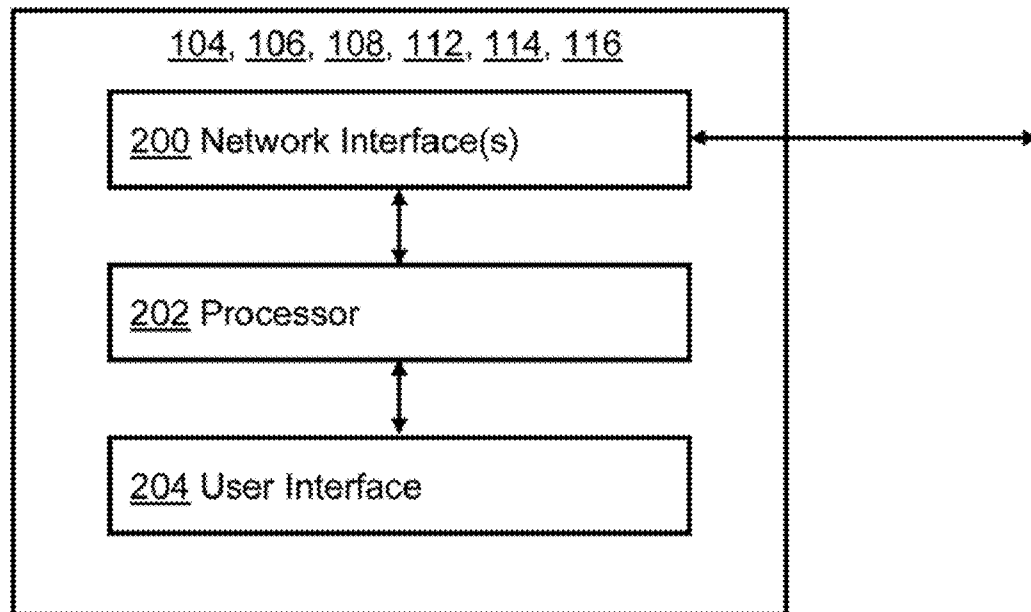 104, 106, 108, 112, 114, 116
200 Network Interface(s)
202 Processor
204 User Interface